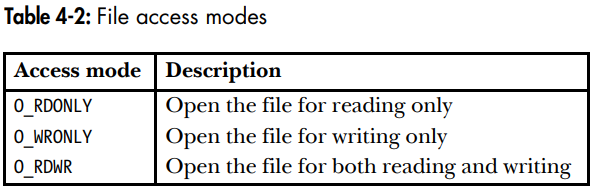 Table 4-2: File access modes
Access mode Description
O_RDONLY Open the file for reading only
O_WRONLY Open the file for writing only
O_RDWR Open the file for both reading and writing